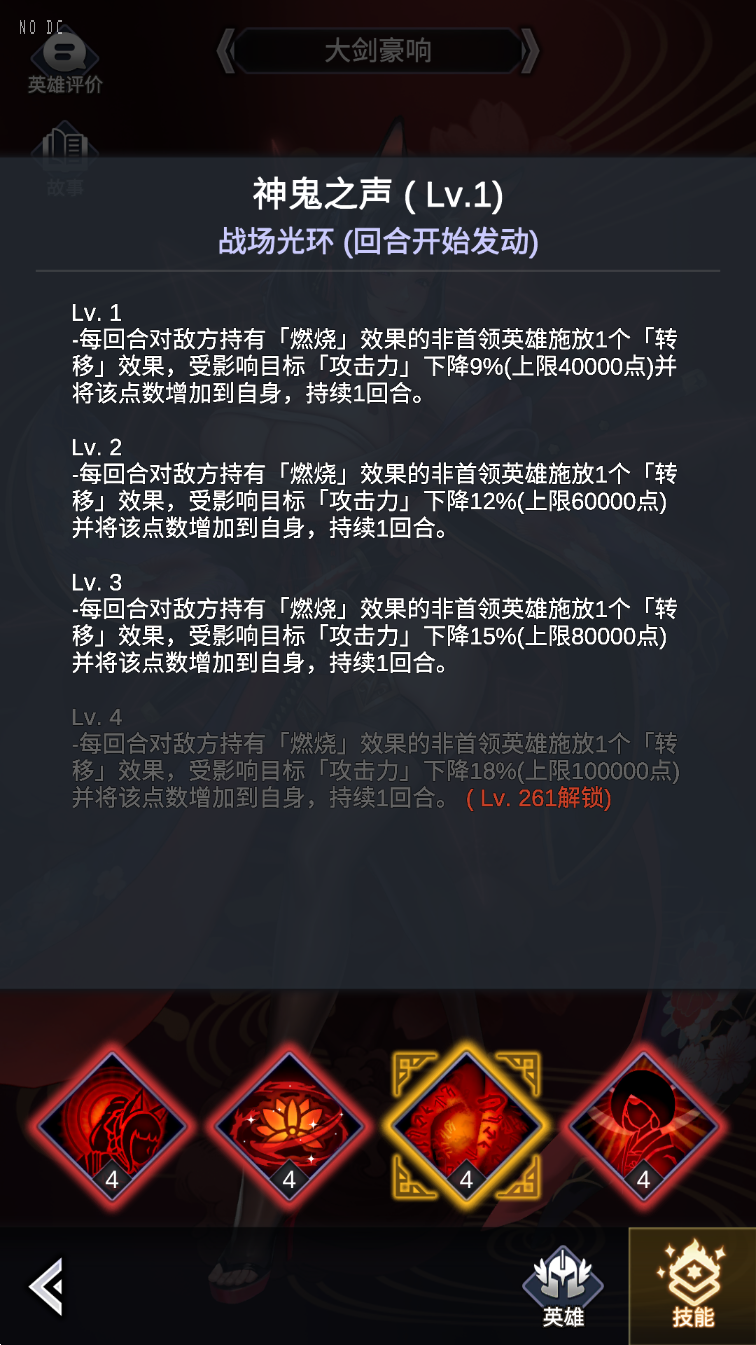 NO DC
大剑豪响
英雄评价
故事
神鬼之声 ( Lv.1)
战场光环 (回合开始发动)
Lv. 1
-每回合对敌方持有「燃烧」效果的非首领英雄施放1个「转
移」效果，受影响目标「攻击力」下降9%(上限40000点)并
将该点数增加到自身，持续1回合。
Lv. 2
-每回合对敌方持有「燃烧」效果的非首领英雄施放1个「转
移」效果，受影响目标「攻击力」下降12%(上限60000点)
并将该点数增加到自身，持续1回合。
Lv. 3
-每回合对敌方持有「燃烧」效果的非首领英雄施放1个「转
移」效果，受影响目标「攻击力」下降15%(上限80000点)
并将该点数增加到自身，持续1回合。
Lv. 4
-每回合对敌方持有「燃烧」效果的非首领英雄施放1个「转
移」效果，受影响目标「攻击力」下降18%(上限100000点)
并将该点数增加到自身，持续1回合。 ( Lv. 261解锁)
4 4 4 4
英雄 技能